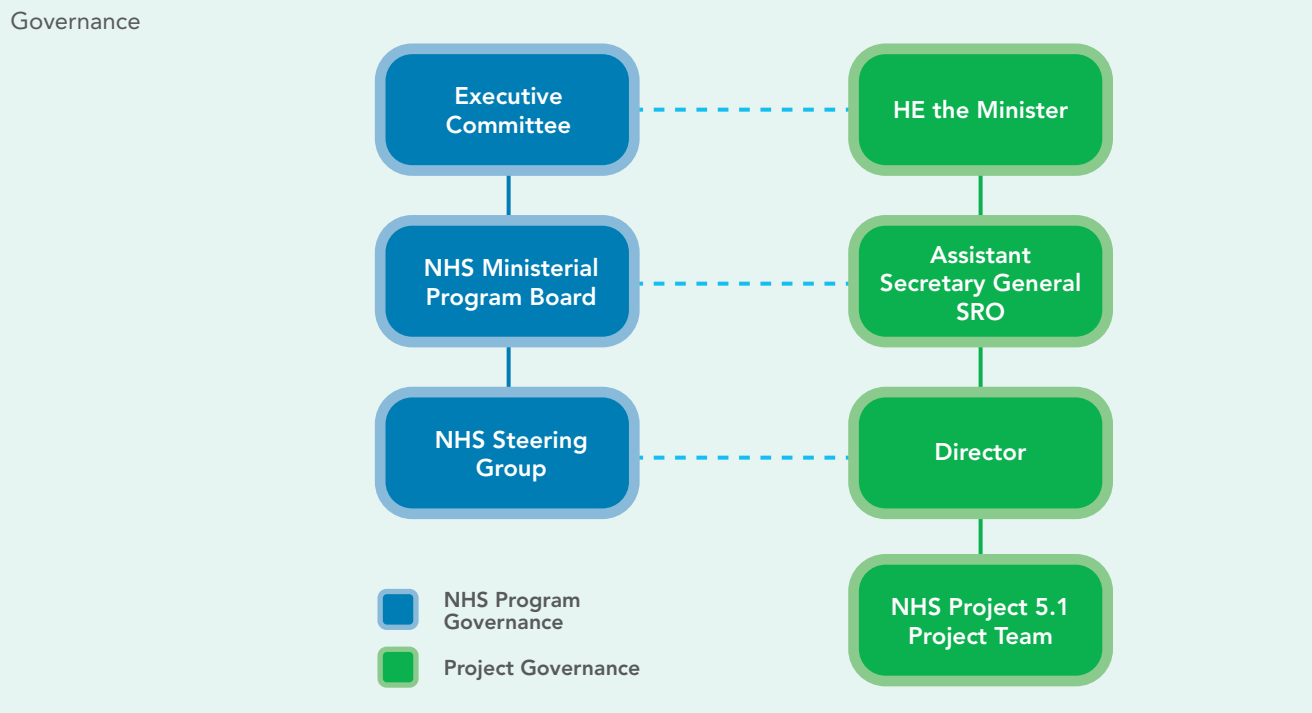 Governance
Executive
Committee
HE the Minister
NHS Ministerial
Program Board
Assistant
Secretary General
SRO
NHS Steering
Group
Director
NHS Program
Governance
Project Governance
NHS Project 5.1
Project Team